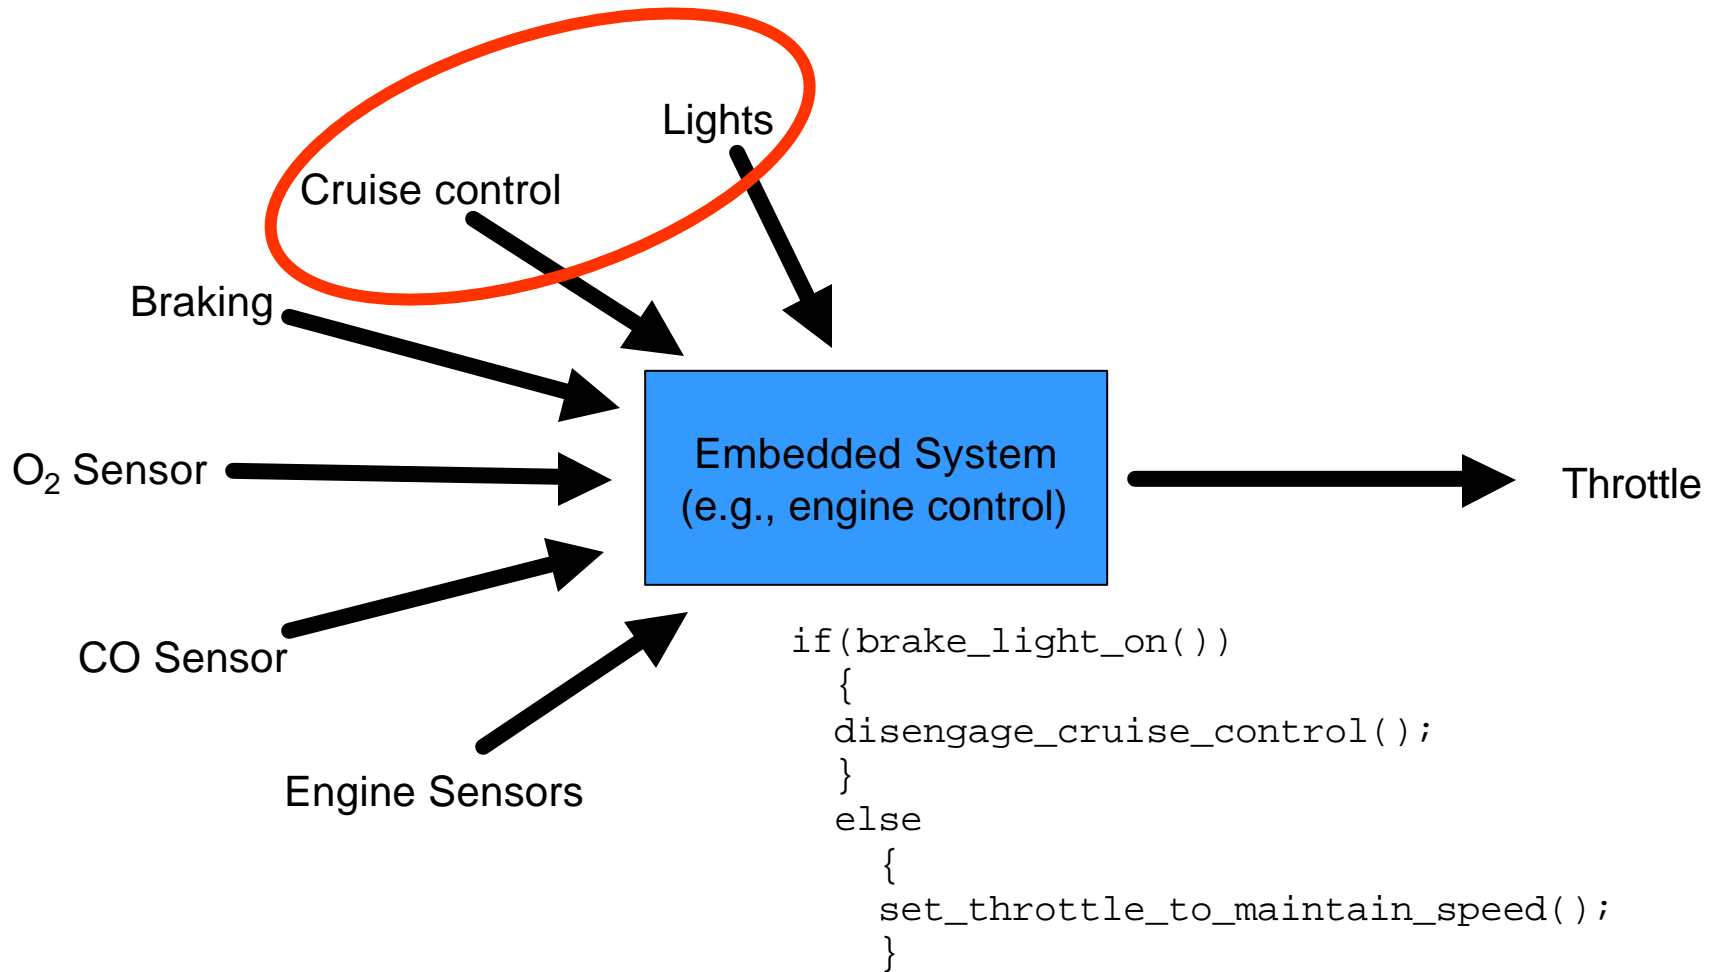 Lights
Cruise control
Braking
O₂ Sensor
Embedded System
(e.g., engine control)
Throttle
CO Sensor
Engine Sensors
if(brake_light_on())
{
disengage_cruise_control();
}
else
{
set_throttle_to_maintain_speed();
}